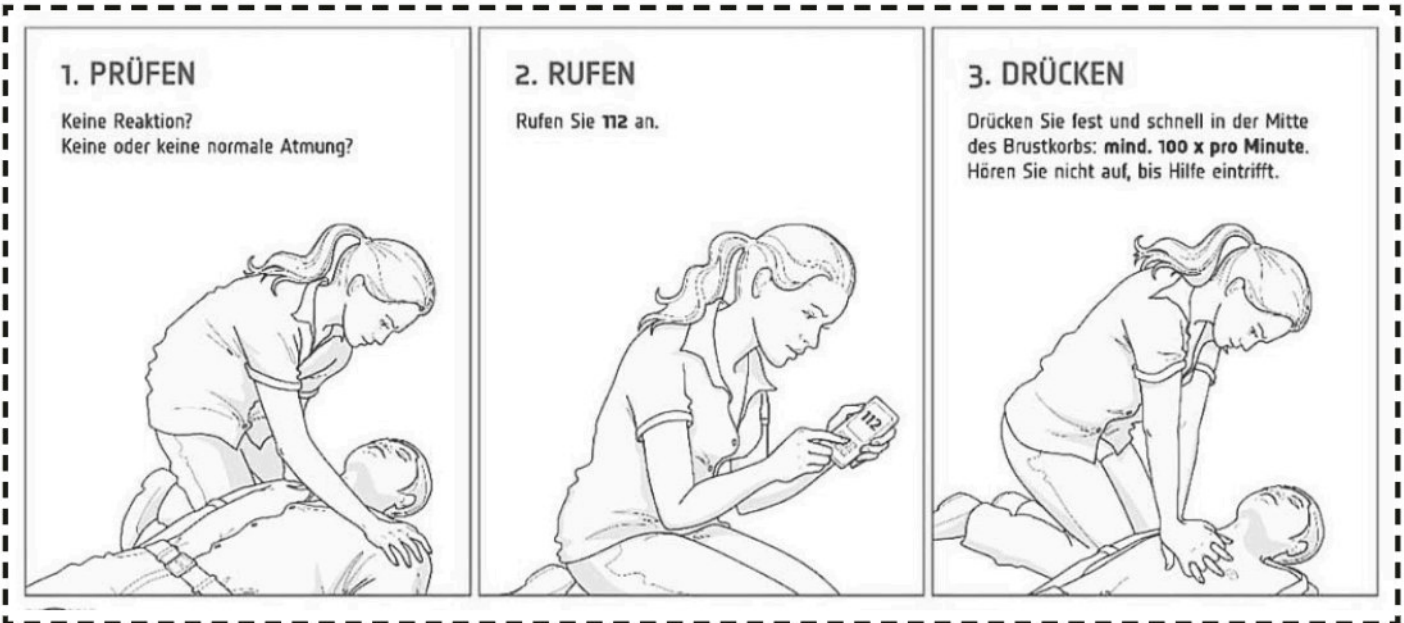 1. PRÜFEN
Keine Reaktion?
Keine oder keine normale Atmung?
2. RUFEN
Rufen Sie 112 an.
112
3. DRÜCKEN
Drücken Sie fest und schnell in der Mitte
des Brustkorbs: mind. 100 x pro Minute.
Hören Sie nicht auf, bis Hilfe eintrifft.